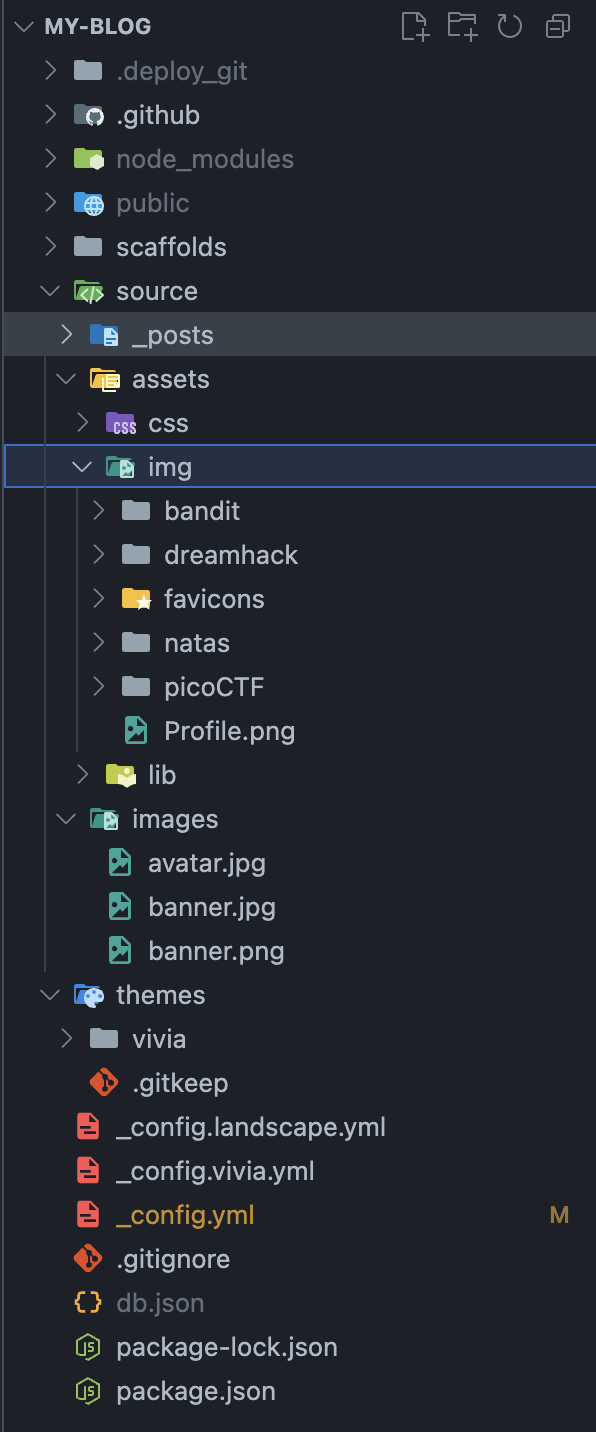 MY-BLOG
.deploy_git
.github
node_modules
public
scaffolds
source
_posts
assets
css
img
bandit
dreamhack
favicons
natas
picoCTF
Profile.png
lib
images
avatar.jpg
banner.jpg
banner.png
themes
vivia
.gitkeep
_config.landscape.yml
_config.vivia.yml
_config.yml M
.gitignore
db.json
package-lock.json
package.json